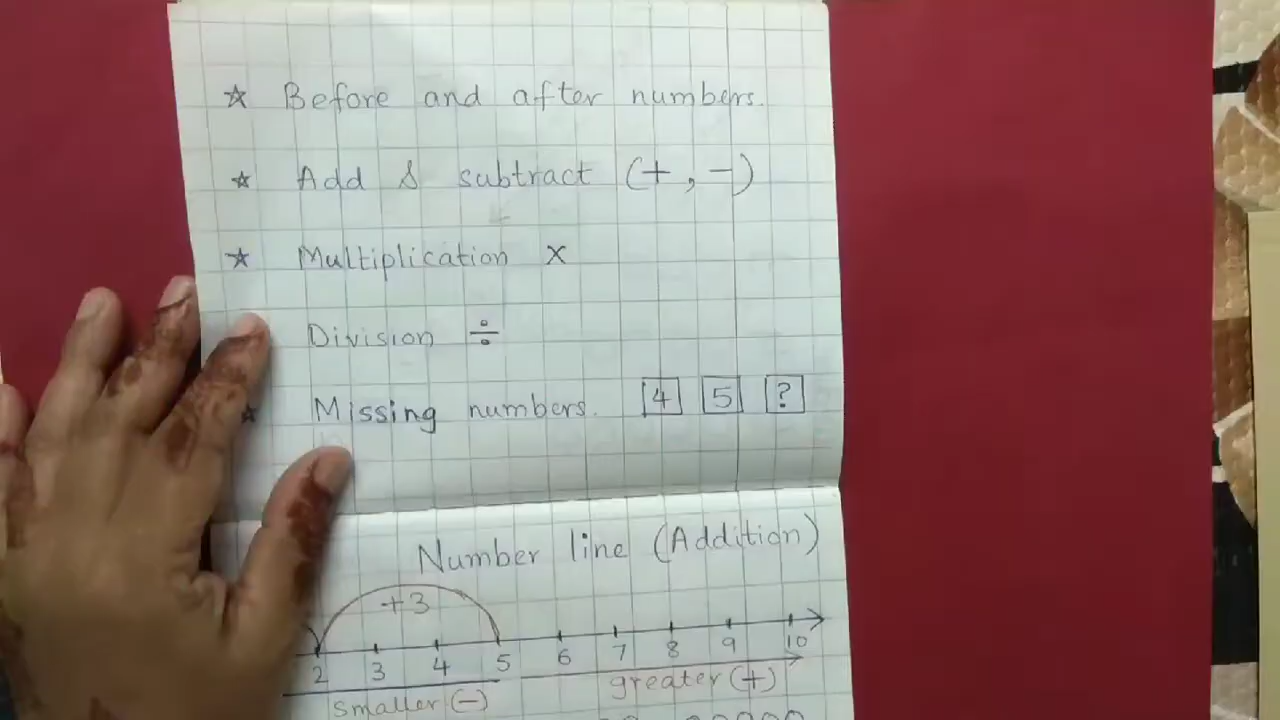 ☆ Before and after numbers.
☆ Add & subtract (+, -)
☆ Multiplication ×
Division ÷
★ Missing numbers. 4 5 ?
Number line (Addition)
+3
2 3 4 5 6 7 8 9 10
smaller (-) greater (+)